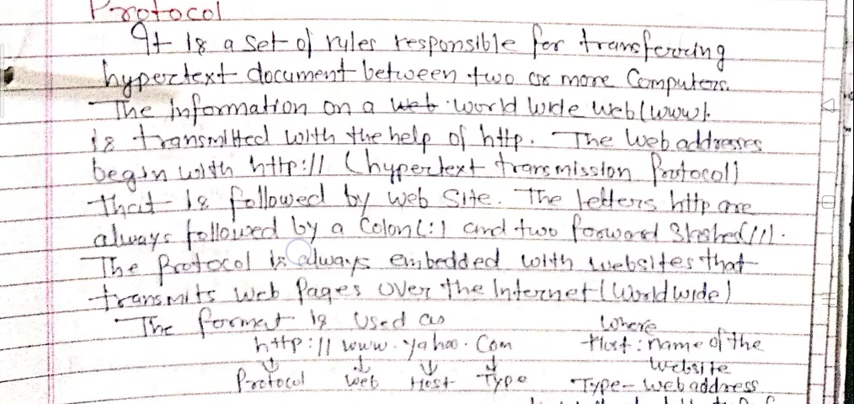 Protocol
It is a set of rules responsible for transferring
hypertext document between two or more Computers.
The Information on a web world wide web (www).
is transmitted with the help of http. The Web addresses
begin with http:// (hypertext transmission protocol)
that is followed by web site. The letters http are
always followed by a Colon (:) and two forward Slashed (//).
The Protocol is always embedded with websites that
transmits web Pages over the Internet (World wide)
The format is Used as where
http:// www. yahoo. Com Host : name of the
website
Protocol web Host Type Type- web address